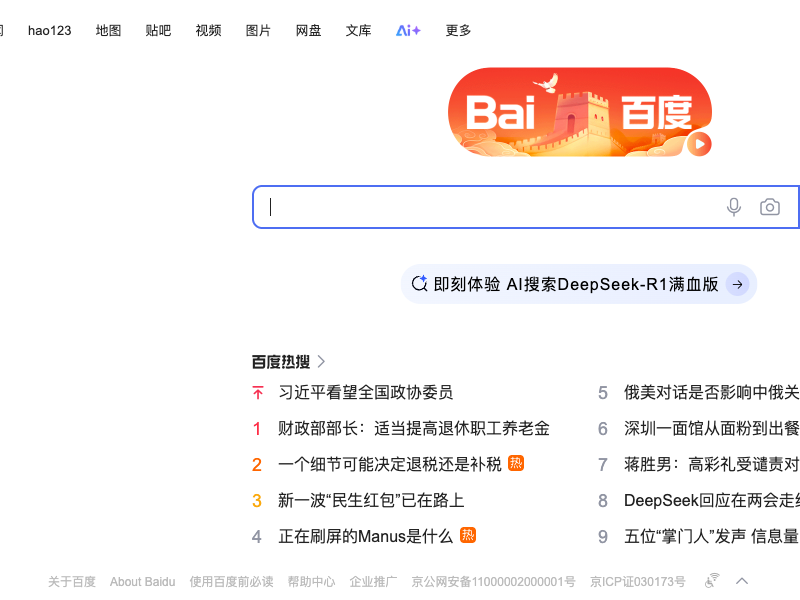 hao123 地图 贴吧 视频 图片 网盘 文库 Ai+ 更多
Bai 百度
即刻体验 AI搜索DeepSeek-R1满血版
百度热搜
习近平看望全国政协委员
1 财政部部长：适当提高退休职工养老金
2 一个细节可能决定退税还是补税 热
3 新一波“民生红包”已在路上
4 正在刷屏的Manus是什么 热
5 俄美对话是否影响中俄关
6 深圳一面馆从面粉到出餐
7 蒋胜男：高彩礼受谴责对
8 DeepSeek回应在两会走
9 五位“掌门人”发声 信息量
关于百度 About Baidu 使用百度前必读 帮助中心 企业推广 京公网安备11000002000001号 京ICP证030173号